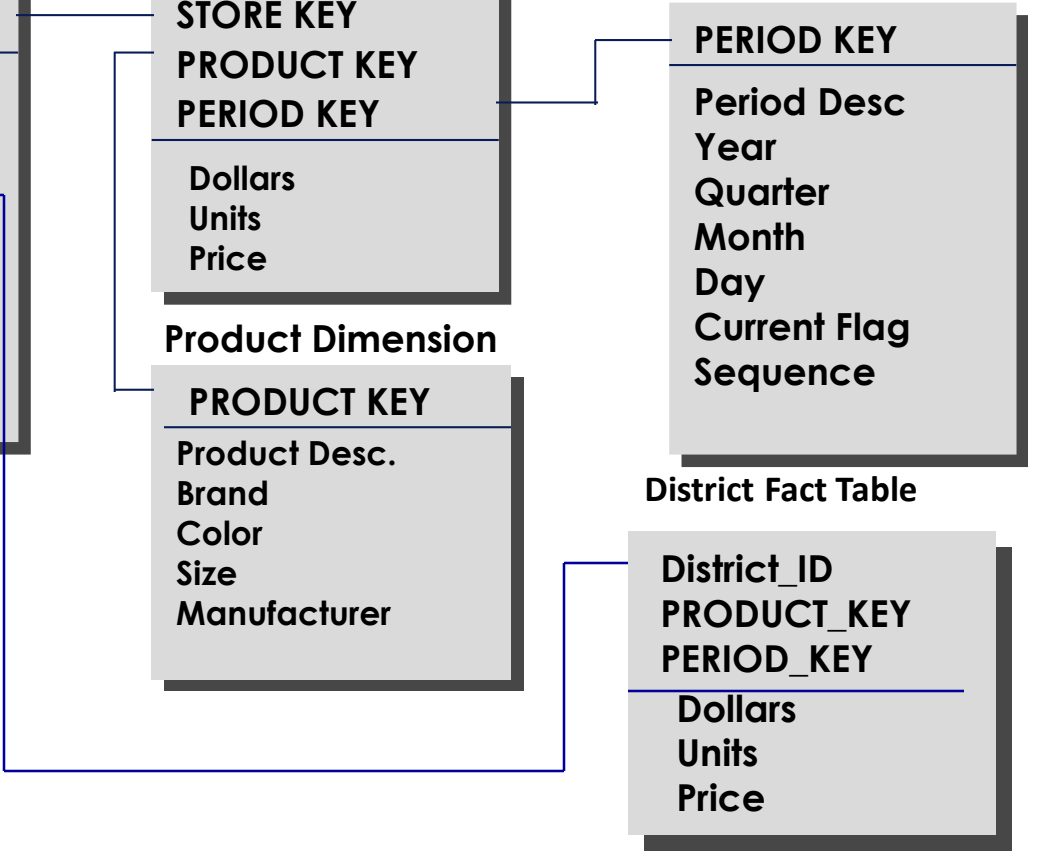 STORE KEY
PRODUCT KEY
PERIOD KEY
Dollars
Units
Price
Product Dimension
PRODUCT KEY
Product Desc.
Brand
Color
Size
Manufacturer
PERIOD KEY
Period Desc
Year
Quarter
Month
Day
Current Flag
Sequence
District Fact Table
District_ID
PRODUCT_KEY
PERIOD_KEY
Dollars
Units
Price